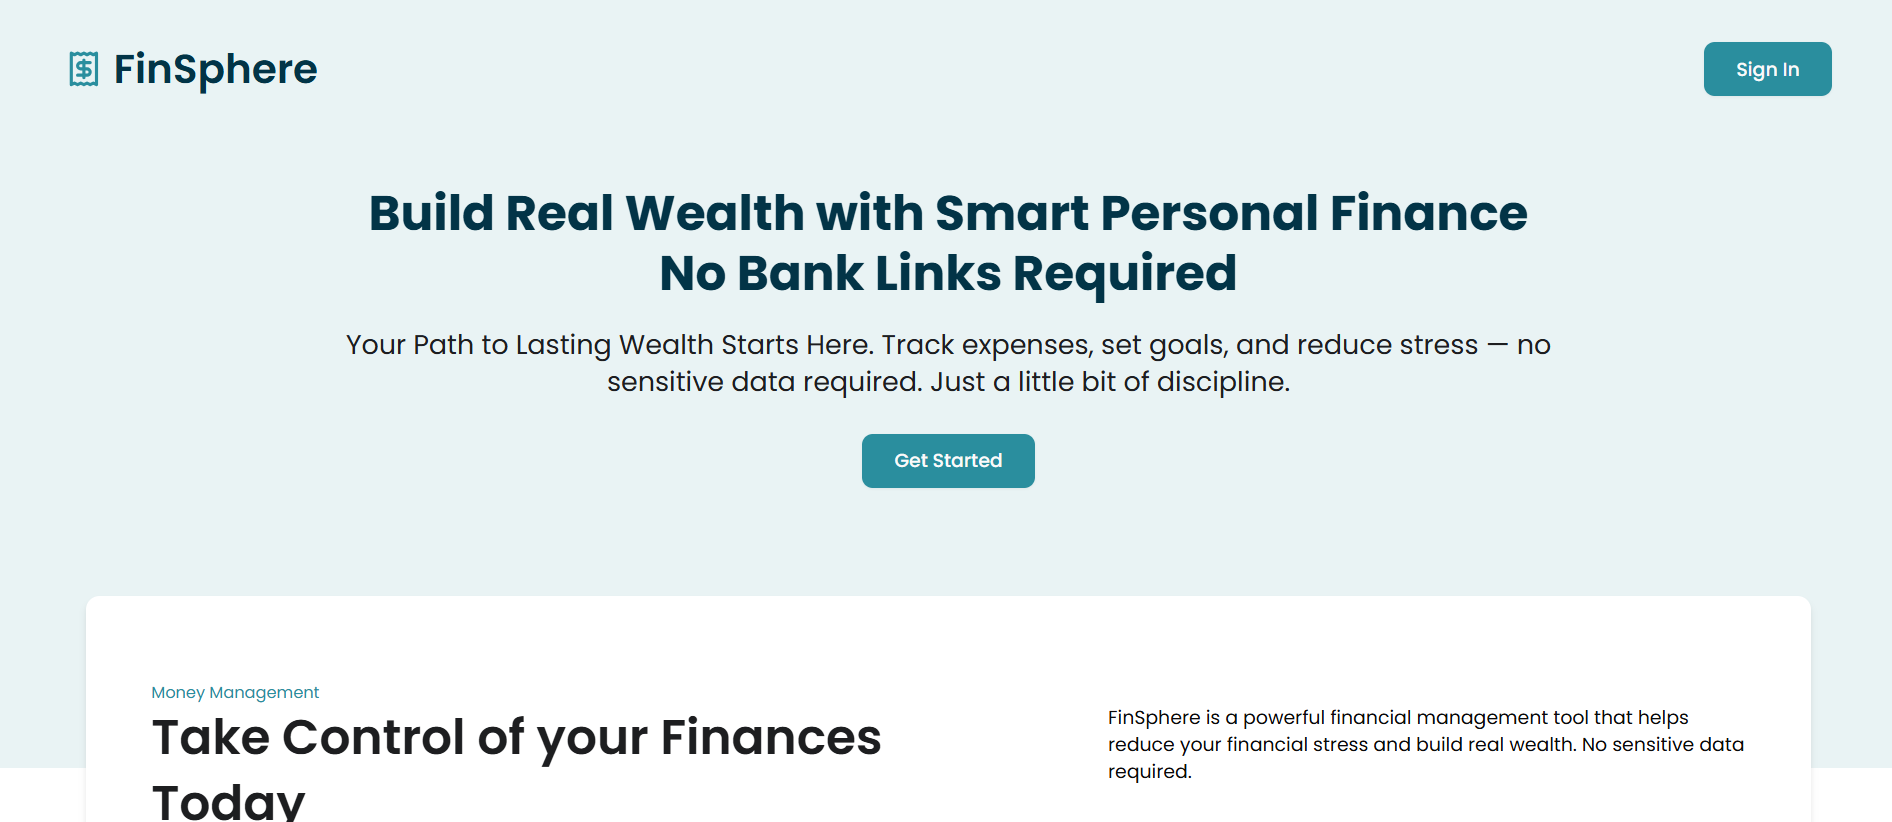 FinSphere
Sign In
Build Real Wealth with Smart Personal Finance
No Bank Links Required
Your Path to Lasting Wealth Starts Here. Track expenses, set goals, and reduce stress — no
sensitive data required. Just a little bit of discipline.
Get Started
Money Management
Take Control of your Finances
Today
FinSphere is a powerful financial management tool that helps
reduce your financial stress and build real wealth. No sensitive data
required.